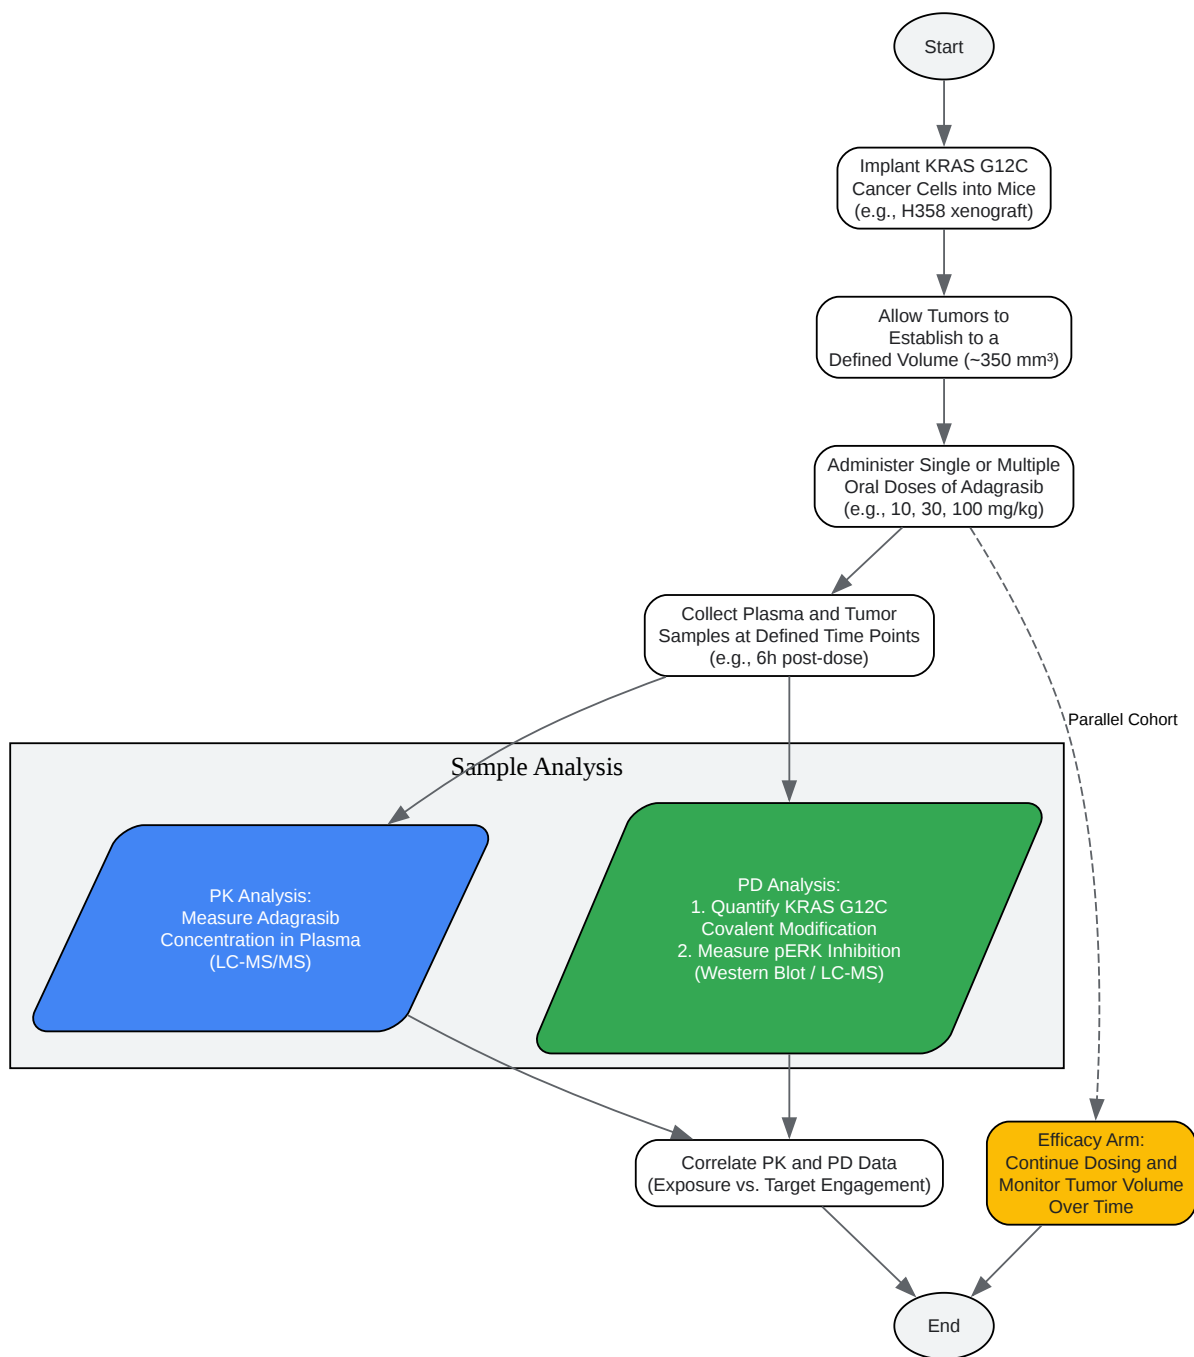 Start
Implant KRAS G12C
Cancer Cells into Mice
(e.g., H358 xenograft)
Allow Tumors to
Establish to a
Defined Volume (~350 mm³)
Administer Single or Multiple
Oral Doses of Adagrasib
(e.g., 10, 30, 100 mg/kg)
Collect Plasma and Tumor
Samples at Defined Time Points
(e.g., 6h post-dose)
Parallel Cohort
Sample Analysis
PK Analysis:
Measure Adagrasib
Concentration in Plasma
(LC-MS/MS)
PD Analysis:
1. Quantify KRAS G12C
Covalent Modification
2. Measure pERK Inhibition
(Western Blot / LC-MS)
Correlate PK and PD Data
(Exposure vs. Target Engagement)
Efficacy Arm:
Continue Dosing and
Monitor Tumor Volume
Over Time
End